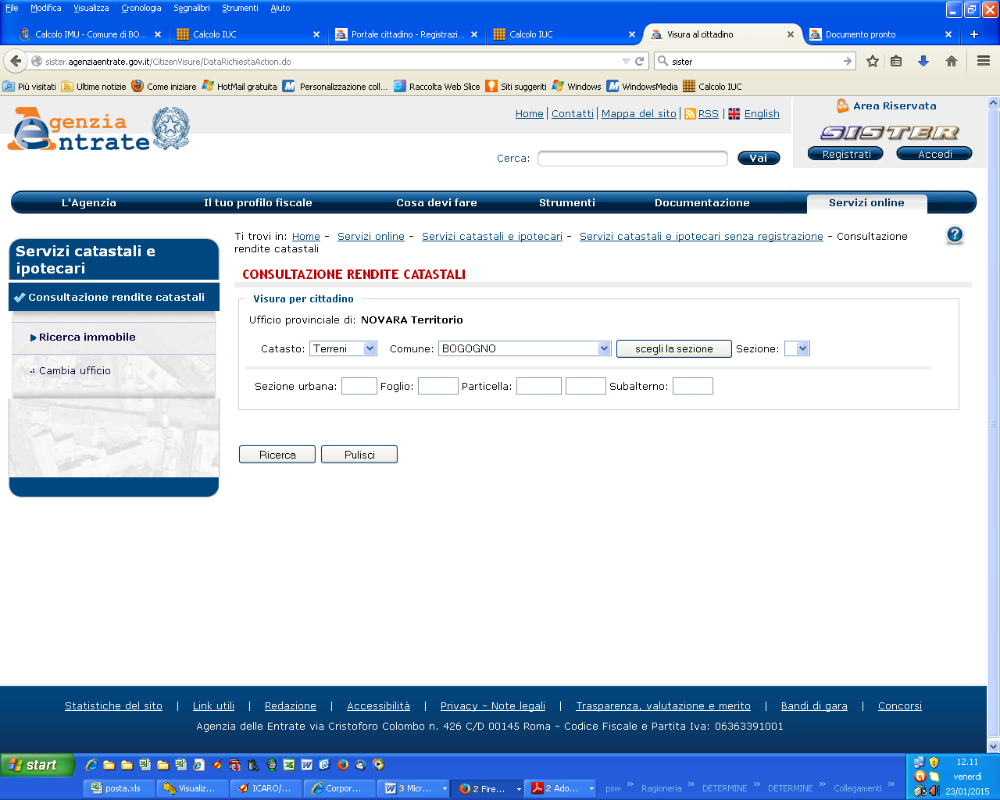 File Modifica Visualizza Cronologia Segnalibri Strumenti Aiuto
Calcolo IMU - Comune di BO... Calcolo IUC Portale cittadino - Registrazi... Calcolo IUC Visura al cittadino Documento pronto
sister.agenziaentrate.gov.it/CitizenVisure/DataRichiestaAction.do sister
Più visitati Ultime notizie Come iniziare HotMail gratuita Personalizzazione coll... Raccolta Web Slice Siti suggeriti Windows WindowsMedia Calcolo IUC
Agenzia Entrate
Home Contatti Mappa del sito RSS English
Area Riservata
SISTER
Registrati Accedi
Cerca: Vai
L'Agenzia Il tuo profilo fiscale Cosa devi fare Strumenti Documentazione Servizi online
Ti trovi in: Home - Servizi online - Servizi catastali e ipotecari - Servizi catastali e ipotecari senza registrazione - Consultazione
rendite catastali
Servizi catastali e
ipotecari
Consultazione rendite catastali
Ricerca immobile
Cambia ufficio
CONSULTAZIONE RENDITE CATASTALI
Visura per cittadino
Ufficio provinciale di: NOVARA Territorio
Catasto: Terreni Comune: BOGOGNO scegli la sezione Sezione:
Sezione urbana: Foglio: Particella: Subalterno:
Ricerca Pulisci
Statistiche del sito | Link utili | Redazione | Accessibilità | Privacy - Note legali | Trasparenza, valutazione e merito | Bandi di gara | Concorsi
Agenzia delle Entrate via Cristoforo Colombo n. 426 C/D 00145 Roma - Codice Fiscale e Partita Iva: 06363391001
start
posta.xls Visualiz... ICARO/... Corpor... 3 Micr... 2 Fire... 2 Ado... psw Ragioneria DETERMINE DETERMINE Collegamenti
12.11
venerdì
23/01/2015